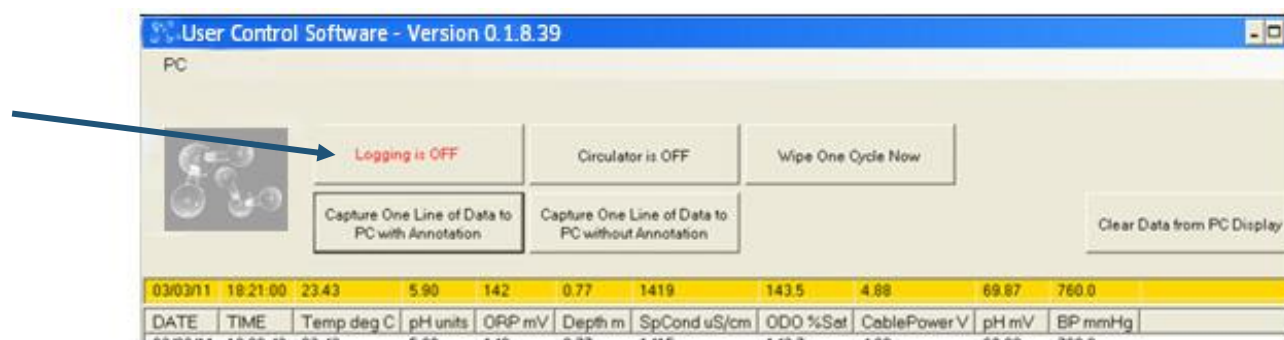 User Control Software - Version 0.1.8.39
PC
Logging is OFF
Circulator is OFF
Wipe One Cycle Now
Capture One Line of Data to
PC with Annotation
Capture One Line of Data to
PC without Annotation
Clear Data from PC Display
03/03/11 18:21:00 23.43 5.90 142 0.77 1419 143.5 4.88 69.87 760.0
DATE TIME Temp deg C pH units ORP mV Depth m SpCond uS/cm ODO %Sat CablePower V pH mV BP mmHg